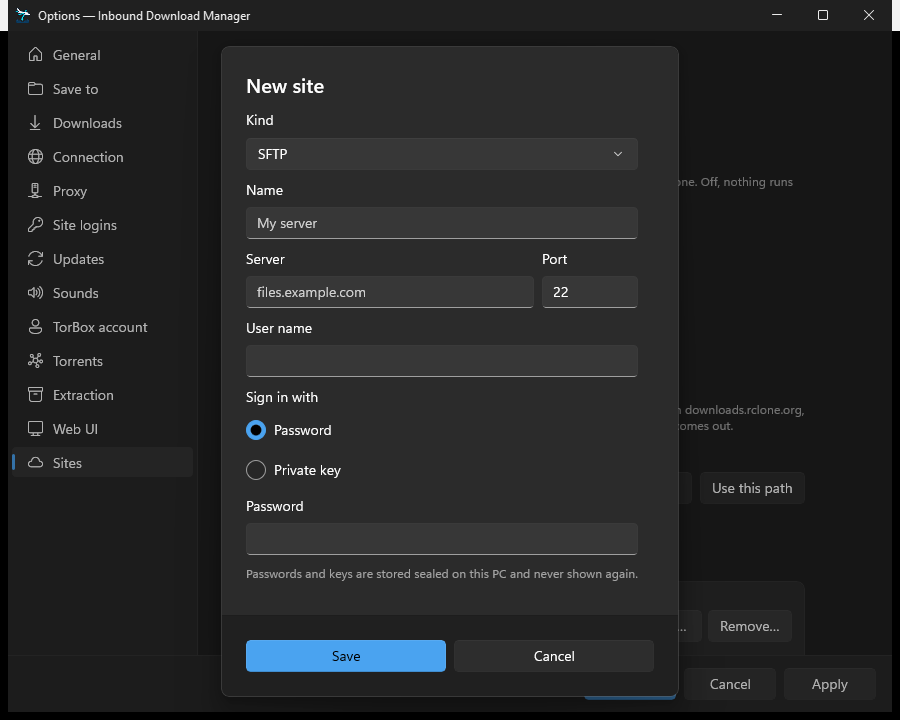 Options — Inbound Download Manager
General
Save to
Downloads
Connection
Proxy
Site logins
Updates
Sounds
TorBox account
Torrents
Extraction
Web UI
Sites
New site
Kind
SFTP
Name
My server
Server
Port
files.example.com
22
User name
Sign in with
Password
Private key
Password
Passwords and keys are stored sealed on this PC and never shown again.
Save
Cancel
Off, nothing runs
downloads.rclone.org,
out.
Use this path
...
Remove...
Cancel
Apply